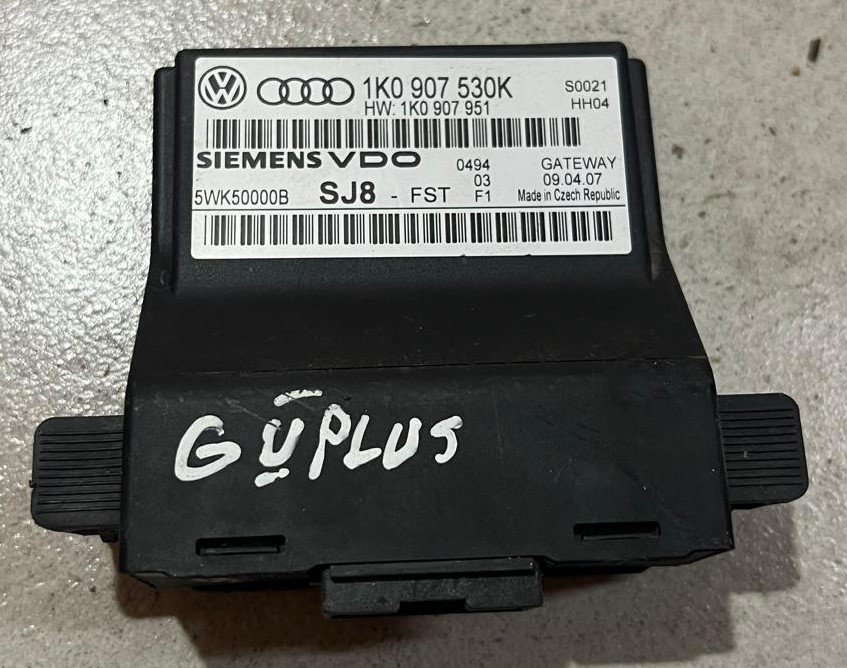 1K0 907 530K S0021
HW: 1K0 907 951 HH04
SIEMENS VDO 0494 GATEWAY
03 09.04.07
5WK50000B SJ8 - FST F1 Made in Czech Republic
GÜPLUS